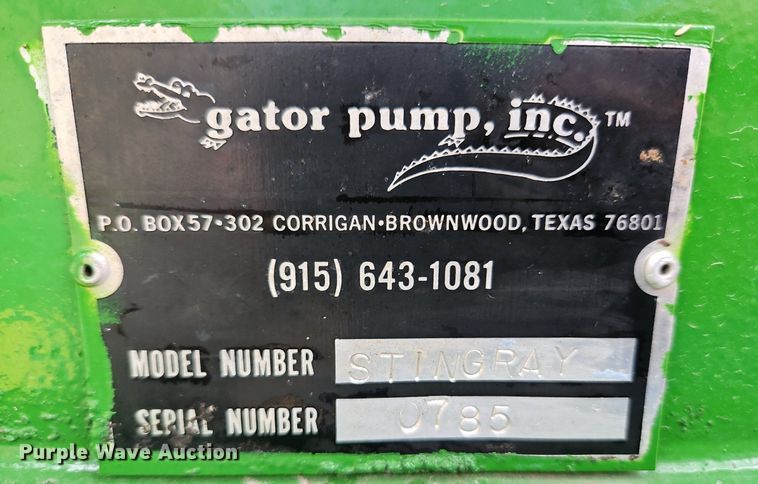 gator pump, inc.™
P.O. BOX 57•302 CORRIGAN•BROWNWOOD, TEXAS 76801
(915) 643-1081
MODEL NUMBER STINGRAY
SERIAL NUMBER 0785
Purple Wave Auction